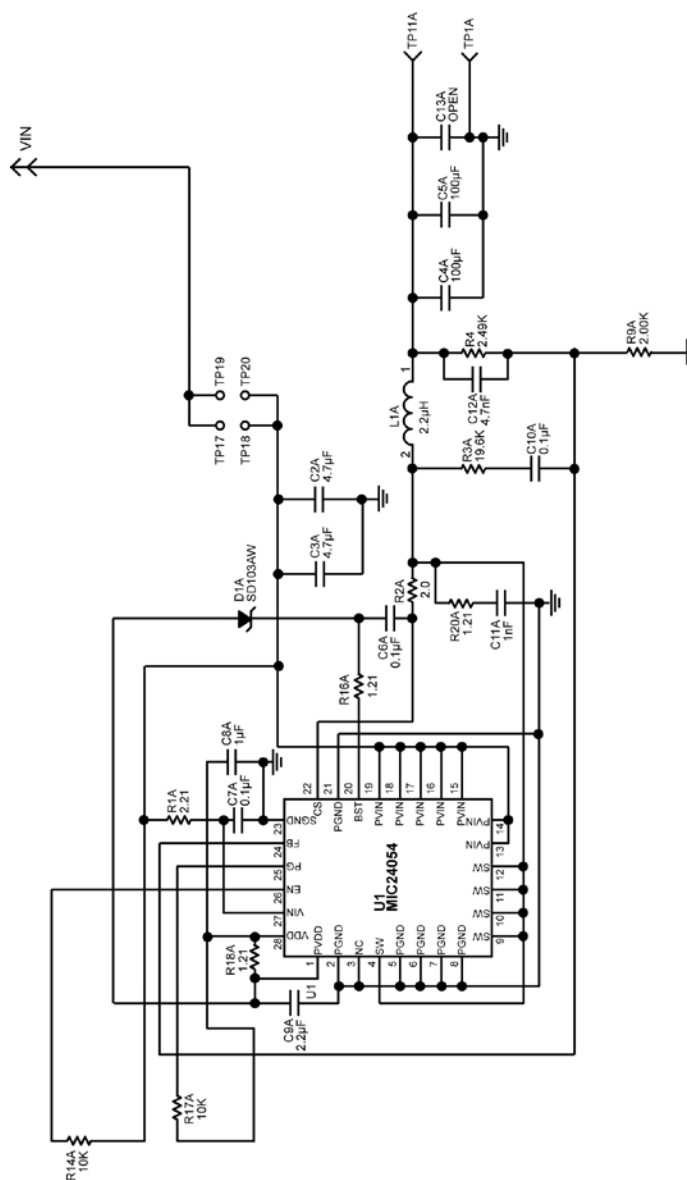 VIN
TP11A
TP1A
C13A
OPEN
C5A
100µF
C4A
100µF
TP19
TP17
TP20
TP18
R4
2.49K
C12A
4.7nF
R9A
2.00K
1
L1A
2.2µH
2
R3A
19.6K
C10A
0.1µF
C2A
4.7µF
C3A
4.7µF
D1A
SD103AW
R2A
2.0
R20A
1.21
C11A
1nF
C6A
0.1µF
R16A
1.21
C8A
1µF
R1A
2.21
C7A
0.1µF
22
21
20
19
18
17
16
15
CS
PGND
BST
PVIN
PVIN
PVIN
PVIN
PVIN
23
24
25
26
27
28
SGND
FB
PG
EN
VIN
VDD
U1
MIC24054
PVIN
PVIN
SW
SW
SW
SW
14
13
12
11
10
9
R18A
1.21
PVDD
PGND
NC
SW
PGND
PGND
PGND
PGND
1
2
3
4
5
6
7
8
U1
C9A
2.2µF
R17A
10K
R14A
10K